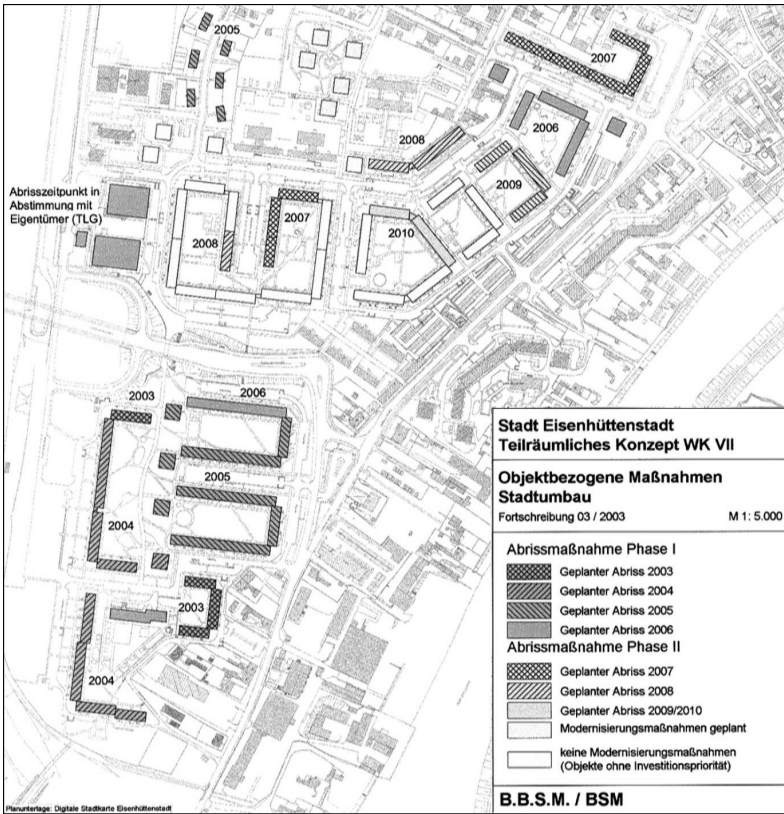 2005
2007
2006
2008
2009
Abrisszeitpunkt in
Abstimmung mit
Eigentümer (TLG)
2007
2008
2010
2003
2006
2005
2004
2003
2004
Stadt Eisenhüttenstadt
Teilräumliches Konzept WK VII
Objektbezogene Maßnahmen
Stadtumbau
Fortschreibung 03 / 2003 M 1: 5.000
Abrissmaßnahme Phase I
Geplanter Abriss 2003
Geplanter Abriss 2004
Geplanter Abriss 2005
Geplanter Abriss 2006
Abrissmaßnahme Phase II
Geplanter Abriss 2007
Geplanter Abriss 2008
Geplanter Abriss 2009/2010
Modernisierungsmaßnahmen geplant
keine Modernisierungsmaßnahmen
(Objekte ohne Investitionspriorität)
B.B.S.M. / BSM
Planunterlage: Digitale Stadtkarte Eisenhüttenstadt